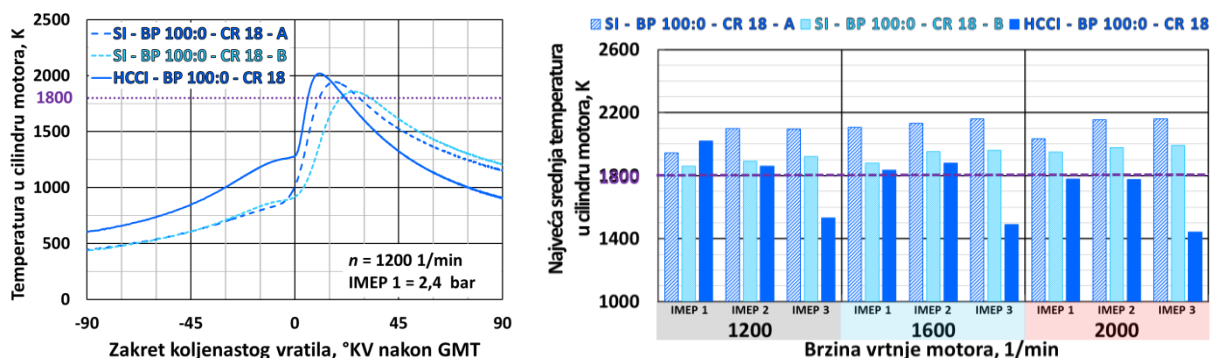 SI - BP 100:0 - CR 18 - A
SI - BP 100:0 - CR 18 - B
HCCI - BP 100:0 - CR 18
Temperatura u cilindru motora, K
2500
2000
1800
1500
1000
500
0
n = 1200 1/min
IMEP 1 = 2,4 bar
-90 -45 0 45 90
Zakret koljenastog vratila, °KV nakon GMT
SI - BP 100:0 - CR 18 - A SI - BP 100:0 - CR 18 - B HCCI - BP 100:0 - CR 18
Najveća srednja temperatura
u cilindru motora, K
2600
2200
1800
1800
1400
1000
IMEP 1 IMEP 2 IMEP 3 IMEP 1 IMEP 2 IMEP 3 IMEP 1 IMEP 2 IMEP 3
1200 1600 2000
Brzina vrtnje motora, 1/min